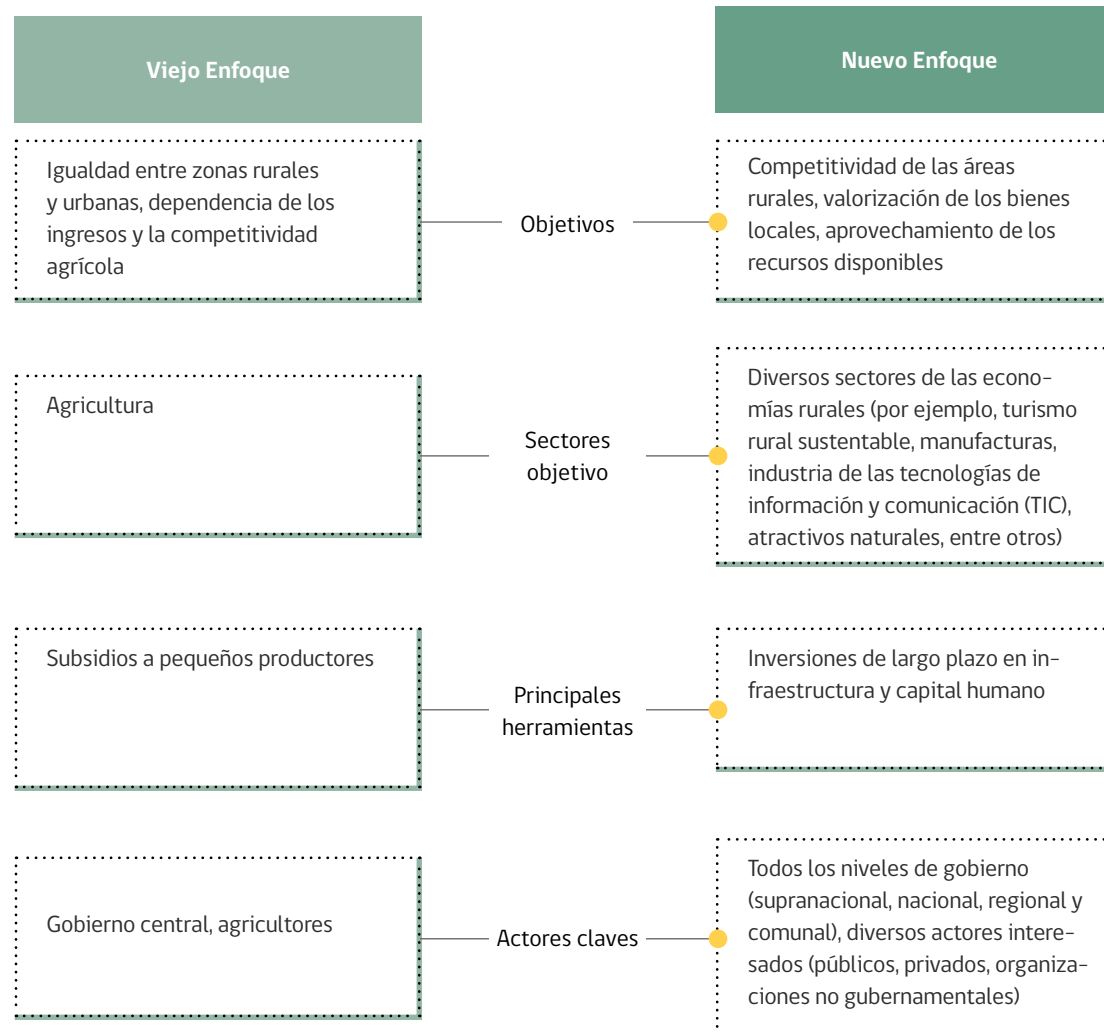 Viejo Enfoque
Nuevo Enfoque
Igualdad entre zonas rurales
y urbanas, dependencia de los
ingresos y la competitividad
agrícola
Objetivos
Competitividad de las áreas
rurales, valorización de los bienes
locales, aprovechamiento de los
recursos disponibles
Agricultura
Sectores
objetivo
Diversos sectores de las econo-
mías rurales (por ejemplo, turismo
rural sustentable, manufacturas,
industria de las tecnologías de
información y comunicación (TIC),
atractivos naturales, entre otros)
Subsidios a pequeños productores
Principales
herramientas
Inversiones de largo plazo en in-
fraestructura y capital humano
Gobierno central, agricultores
Actores claves
Todos los niveles de gobierno
(supranacional, nacional, regional y
comunal), diversos actores intere-
sados (públicos, privados, organiza-
ciones no gubernamentales)